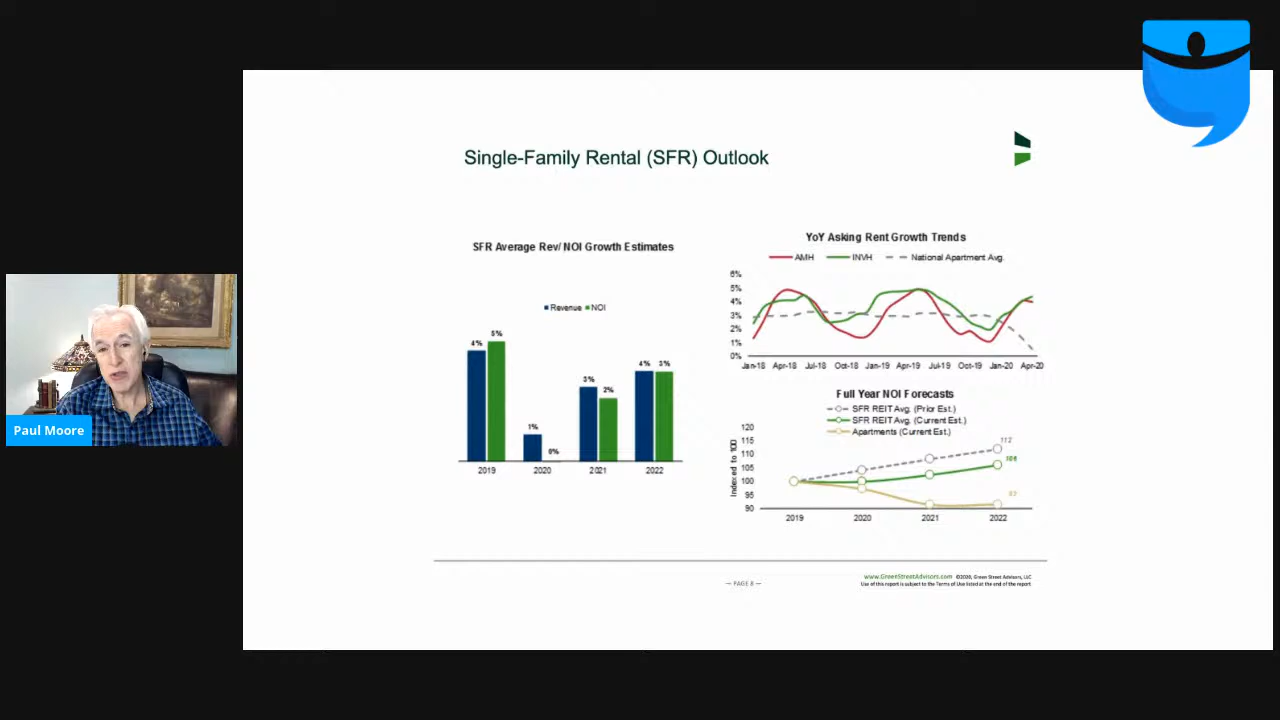 Single-Family Rental (SFR) Outlook
SFR Average Rev/ NOI Growth Estimates
Revenue NOI
4% 5%
1% 0%
3% 2%
4% 3%
2019 2020 2021 2022
YoY Asking Rent Growth Trends
AMH INVH National Apartment Avg.
6%
5%
4%
3%
2%
1%
0%
Jan-18 Apr-18 Jul-18 Oct-18 Jan-19 Apr-19 Jul-19 Oct-19 Jan-20 Apr-20
Full Year NOI Forecasts
SFR REIT Avg. (Prior Est.)
SFR REIT Avg. (Current Est.)
Apartments (Current Est.)
Indexed to 100
120
115
110
105
100
95
90
112
106
2019 2020 2021 2022
Paul Moore
— PAGE 8 —
www.GreenStreetAdvisors.com ©2020, Green Street Advisors, LLC
Use of this report is subject to the Terms of Use listed at the end of the report